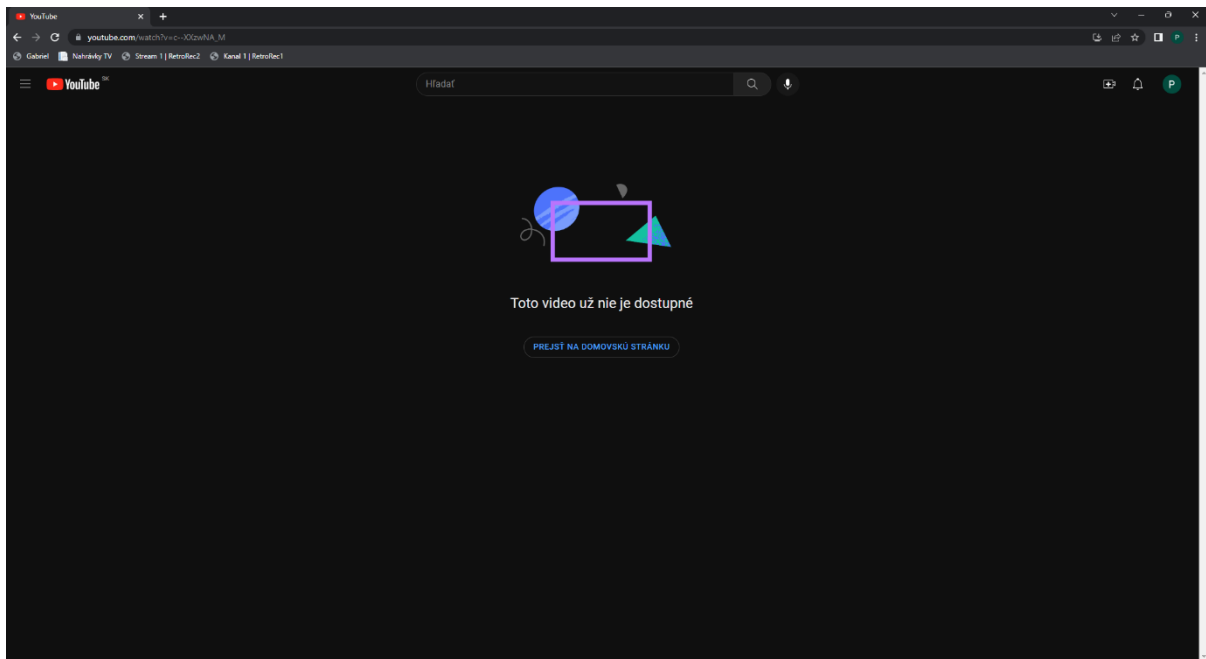 YouTube
youtube.com/watch?v=c--XXzwNA_M
P
Gabriel Nahrávky TV Stream 1 | RetroRec2 Kanal 1 | RetroRec1
YouTube SK Hľadať P
Toto video už nie je dostupné
PREJSŤ NA DOMOVSKÚ STRÁNKU